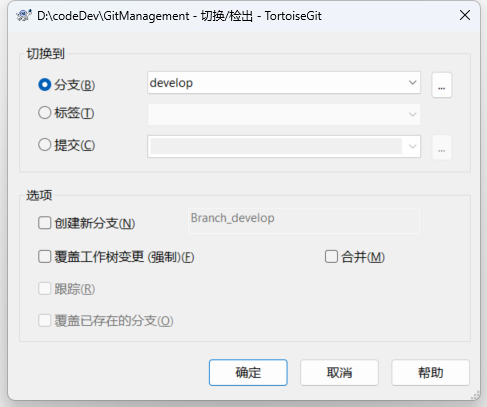 D:\codeDev\GitManagement - 切换/检出 - TortoiseGit
切换到
分支(B)
develop
...
标签(T)
提交(C)
...
选项
创建新分支(N)
Branch_develop
覆盖工作树变更 (强制)(F)
合并(M)
跟踪(R)
覆盖已存在的分支(O)
确定
取消
帮助